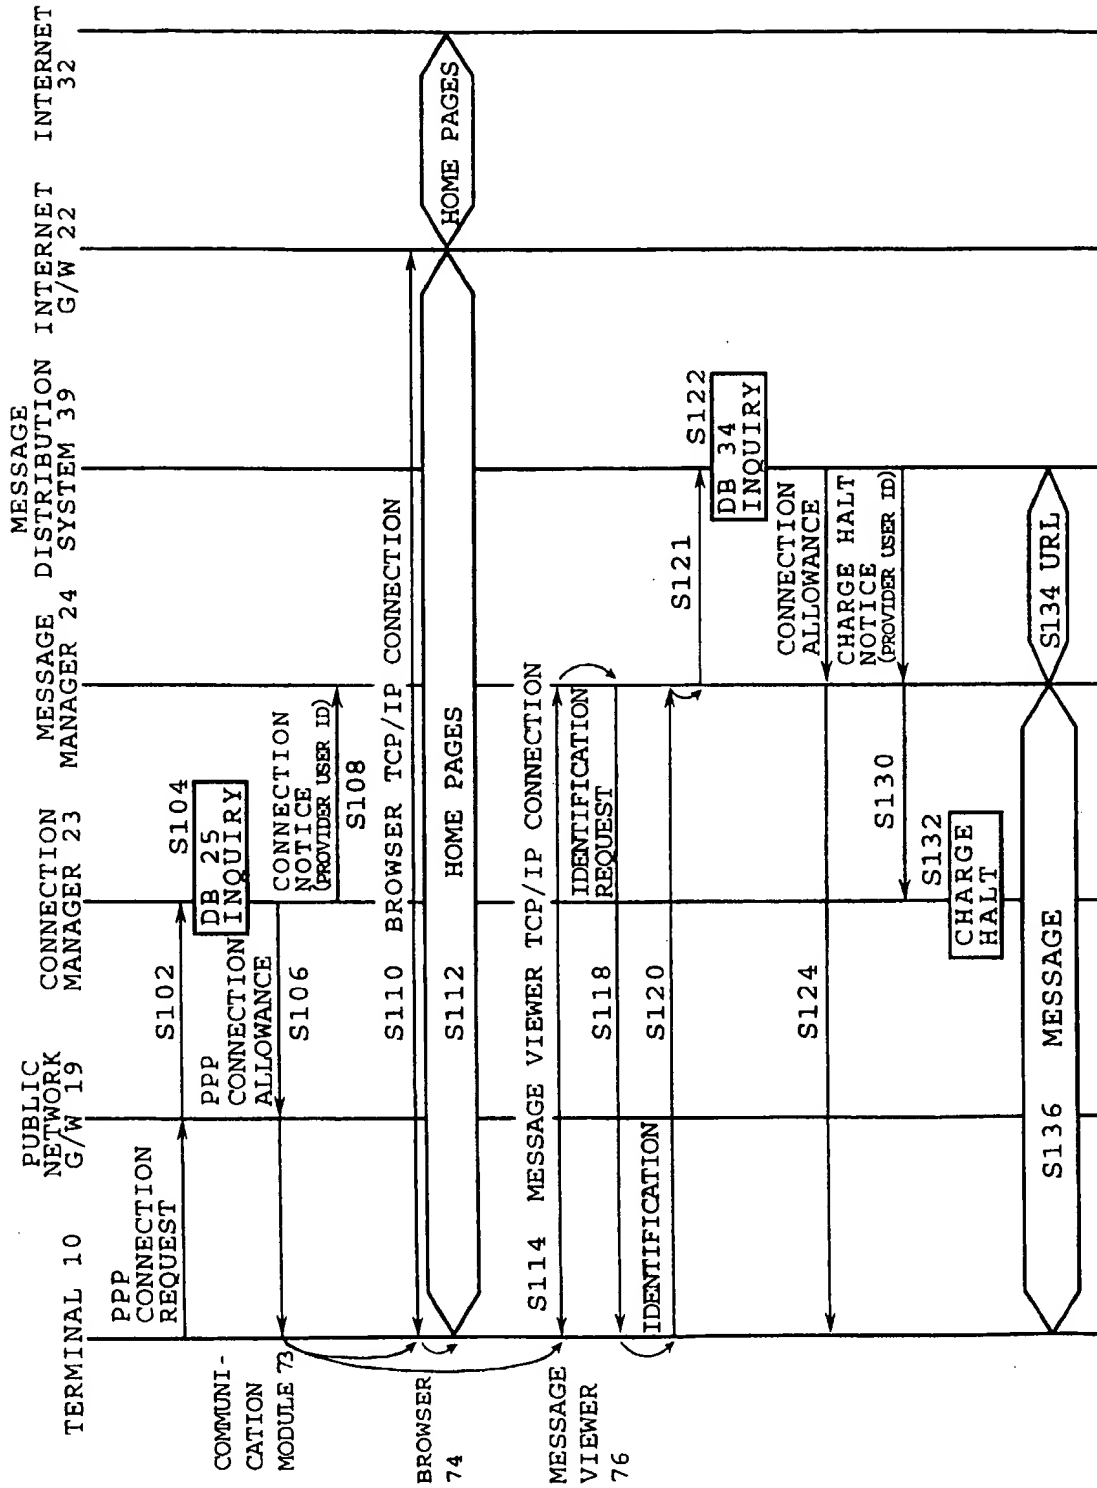 TERMINAL 10
PUBLIC
NETWORK
G/W 19
CONNECTION
MANAGER 23
MESSAGE
MANAGER 24
MESSAGE
DISTRIBUTION
SYSTEM 39
INTERNET
G/W 22
INTERNET
32
PPP
CONNECTION
REQUEST
S102
S104
DB 25
INQUIRY
COMMUNI-
CATION
MODULE 73
PPP
CONNECTION
ALLOWANCE
S106
CONNECTION
NOTICE
(PROVIDER USER ID)
S108
BROWSER
74
S110 BROWSER TCP/IP CONNECTION
S112 HOME PAGES
HOME PAGES
MESSAGE
VIEWER
76
S114 MESSAGE VIEWER TCP/IP CONNECTION
IDENTIFICATION
REQUEST
S118
IDENTIFICATION
S120
S121
S122
DB 34
INQUIRY
CONNECTION
ALLOWANCE
S124
CHARGE HALT
NOTICE
(PROVIDER USER ID)
S130
S132
CHARGE
HALT
S134 URL
S136 MESSAGE